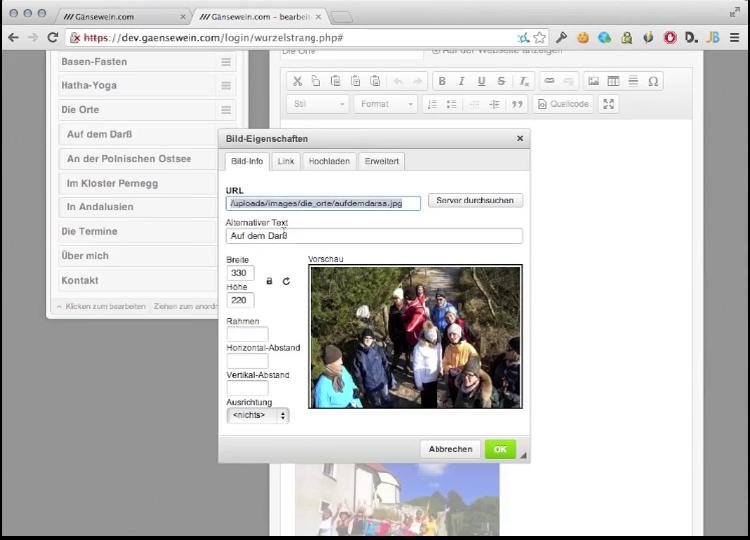 Gänsewein.com
Gänsewein.com – bearbeit
https://dev.gaensewein.com/login/wurzelstrang.php#
Basen-Fasten
Hatha-Yoga
Die Orte
Auf dem Darß
An der Polnischen Ostsee
Im Kloster Pernegg
In Andalusien
Die Termine
Über mich
Kontakt
Klicken zum bearbeiten
Ziehen zum anordn
Die Orte
Auf der Webseite anzeigen
B I U S Tx
Ω
Stil
Format
Quellcode
Bild-Eigenschaften
Bild-Info
Link
Hochladen
Erweitert
URL
/uploads/images/die_orte/aufdemdarss.jpg
Server durchsuchen
Alternativer Text
Auf dem Darß
Breite
330
Höhe
220
Rahmen
Horizontal-Abstand
Vertikal-Abstand
Ausrichtung
<nichts>
Vorschau
Abbrechen
OK